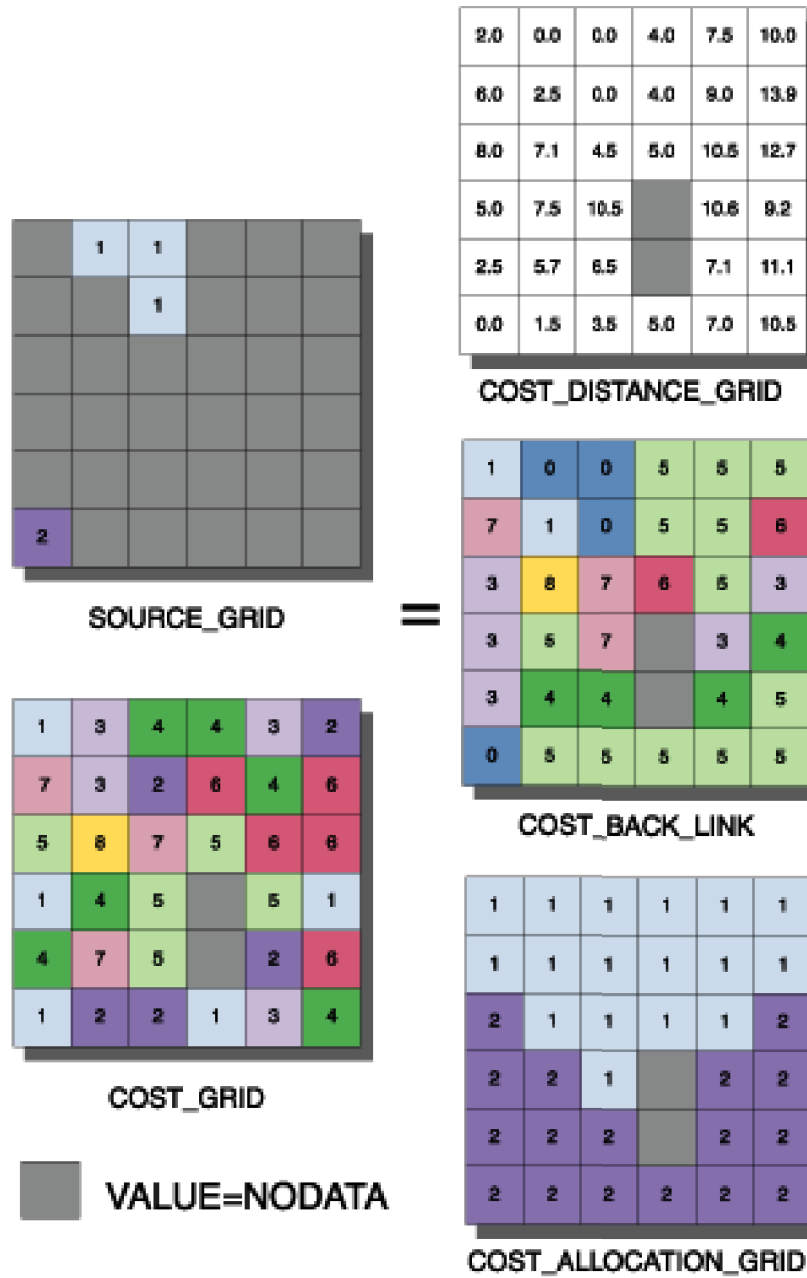 2.0 0.0 0.0 4.0 7.5 10.0
6.0 2.5 0.0 4.0 9.0 13.9
8.0 7.1 4.5 5.0 10.5 12.7
5.0 7.5 10.5 10.6 9.2
2.5 5.7 6.5 7.1 11.1
0.0 1.5 3.5 5.0 7.0 10.5
COST_DISTANCE_GRID
1 1
1
2
SOURCE_GRID
=
1 0 0 5 5 5
7 1 0 5 5 6
3 8 7 6 5 3
3 5 7 3 4
3 4 4 4 5
0 5 5 5 5 5
COST_BACK_LINK
1 3 4 4 3 2
7 3 2 6 4 6
5 8 7 5 6 6
1 4 5 5 1
4 7 5 2 6
1 2 2 1 3 4
COST_GRID
1 1 1 1 1 1
1 1 1 1 1 1
2 1 1 1 1 2
2 2 1 2 2
2 2 2 2 2
2 2 2 2 2 2
COST_ALLOCATION_GRID
VALUE=NODATA